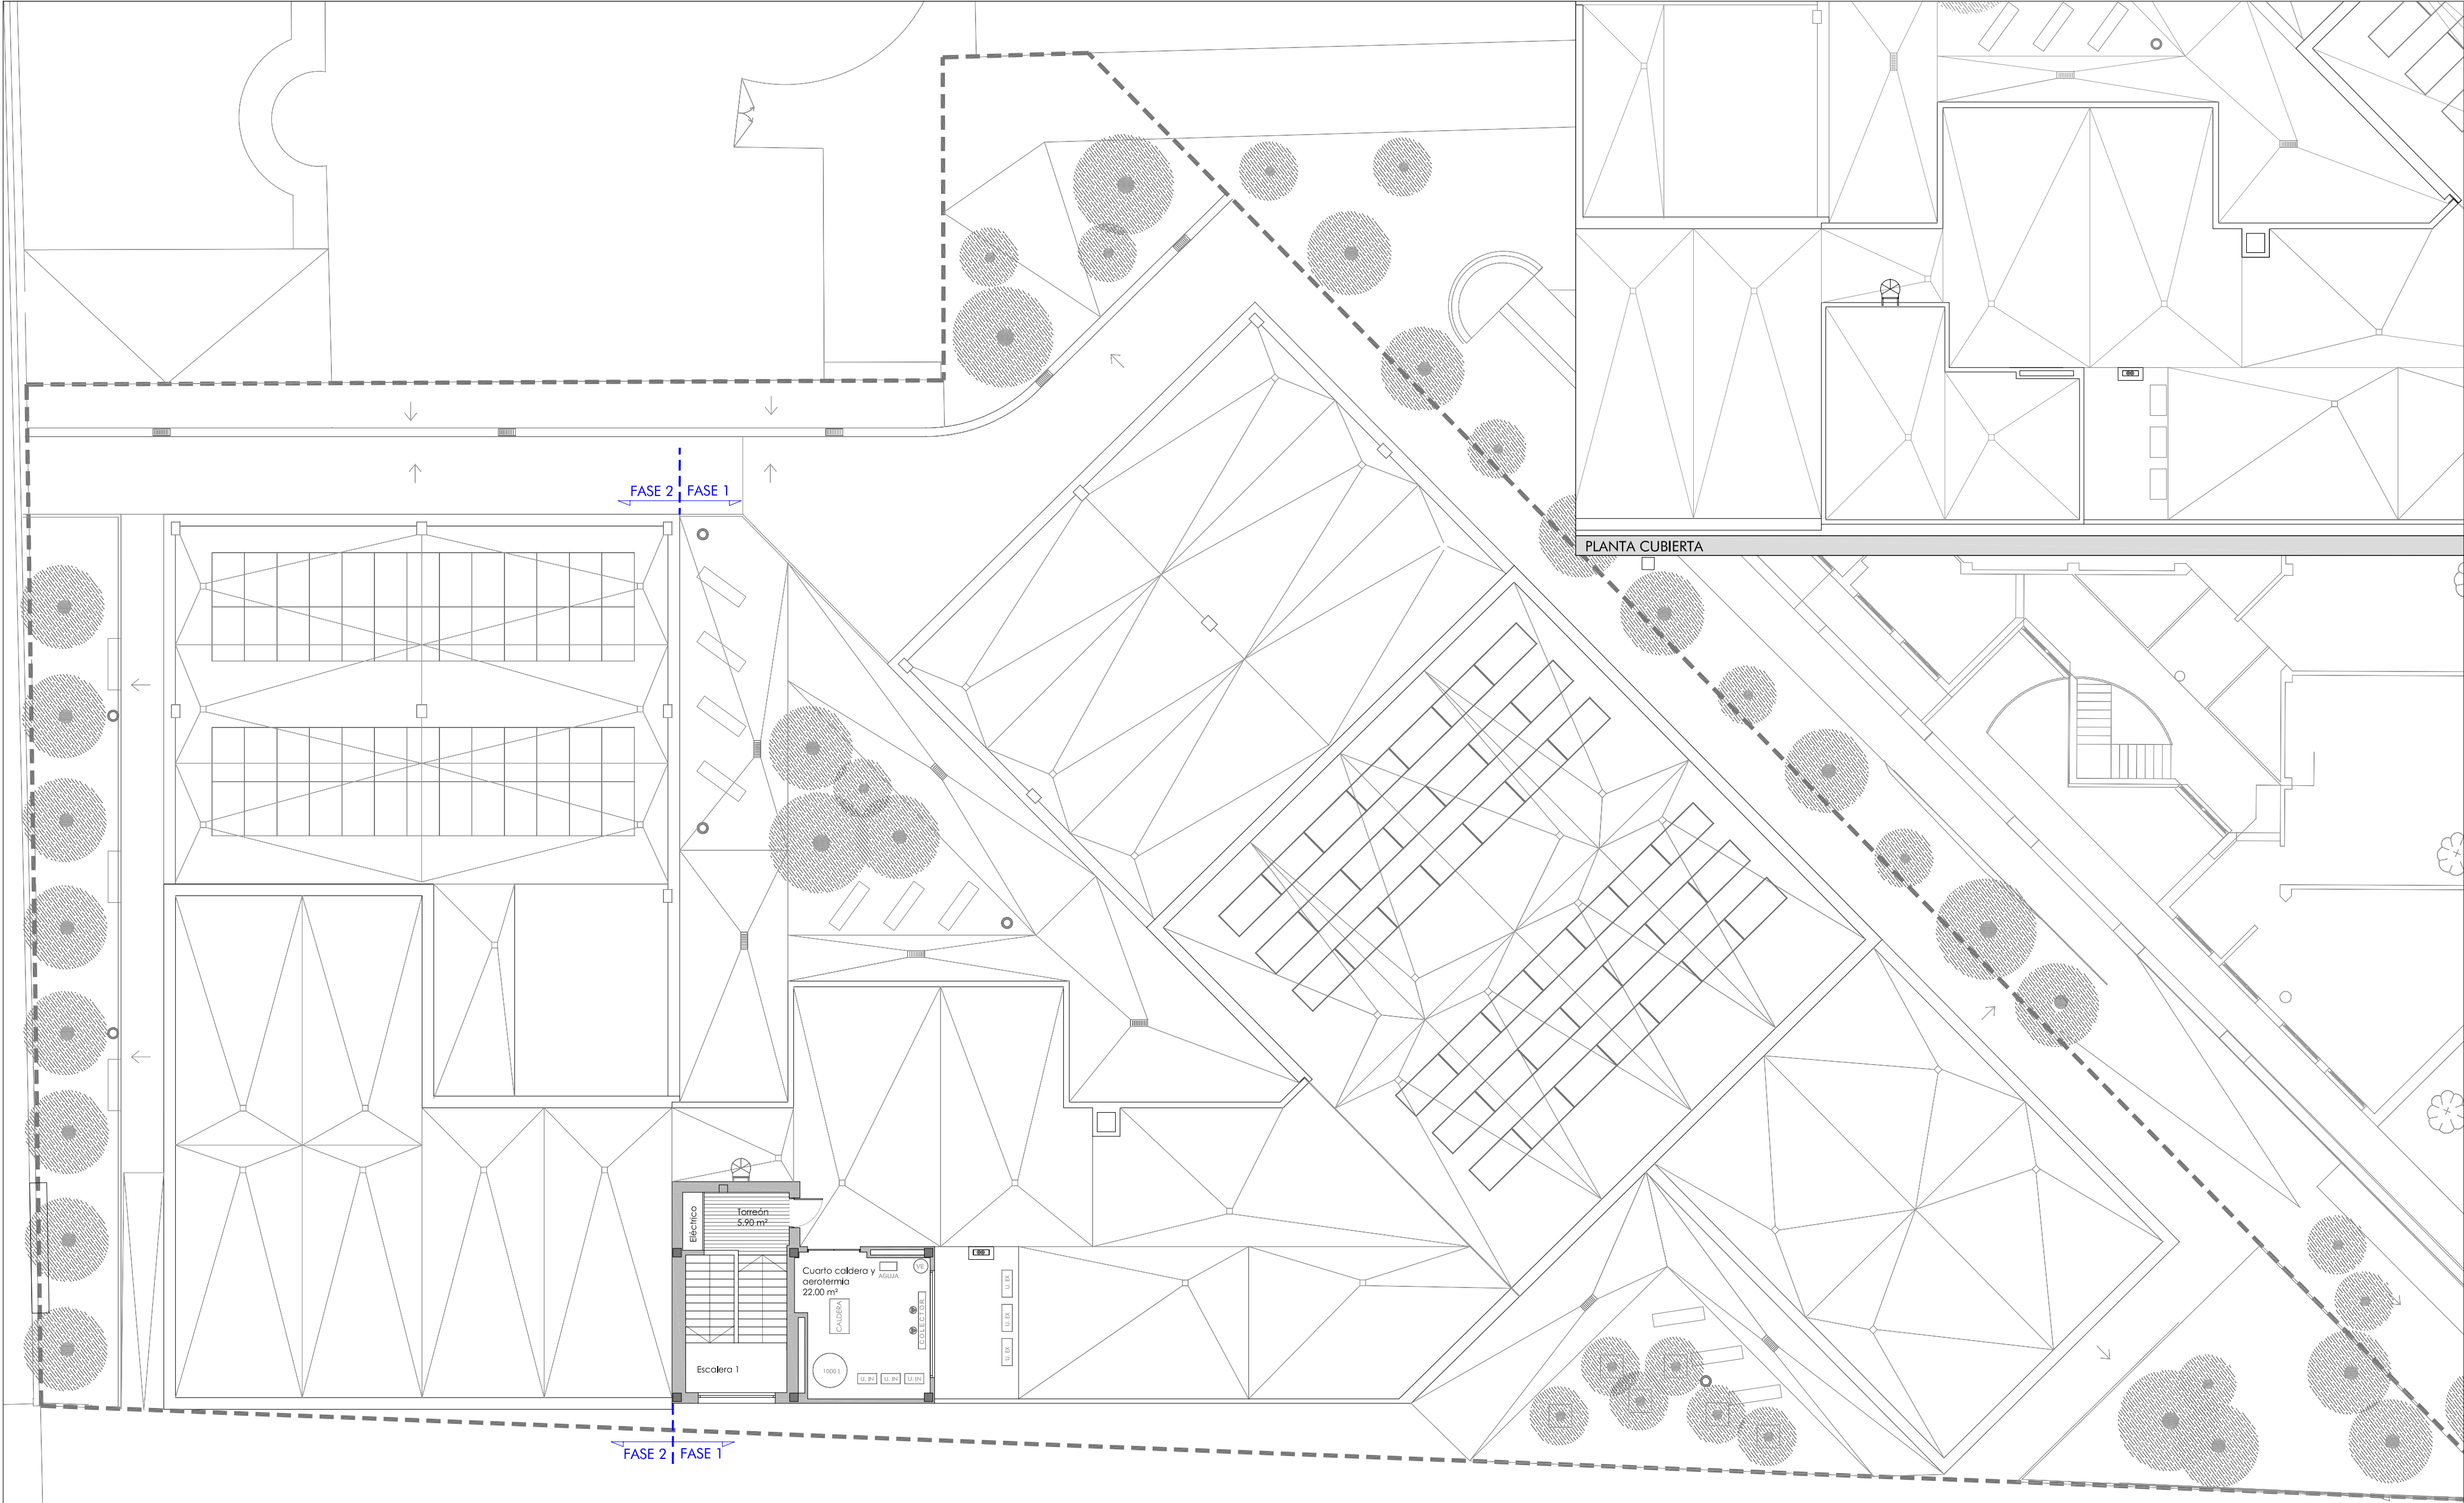 PLANTA CUBIERTA
FASE 2
FASE 1
Eléctrico
Torreón
5.90 m²
Cuarto caldera y
aerotermia
22.00 m²
AGUJA
VE
CALDERA
COLECTOR
1000 L
U. IN
U. IN
U. IN
U. EX
U. EX
U. EX
Escalera 1
FASE 2
FASE 1